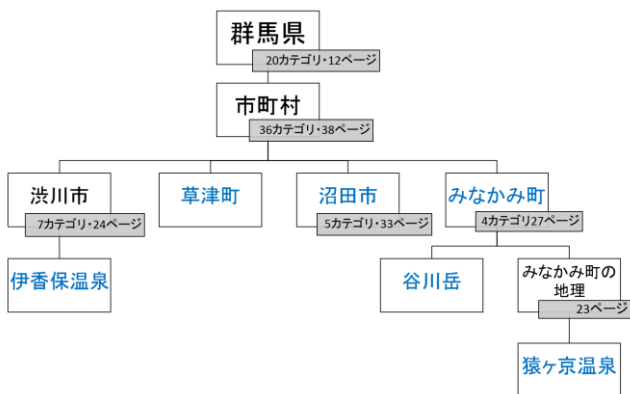 群馬県
20カテゴリ・12ページ
市町村
36カテゴリ・38ページ
渋川市
草津町
沼田市
みなかみ町
7カテゴリ・24ページ
5カテゴリ・33ページ
4カテゴリ27ページ
伊香保温泉
谷川岳
みなかみ町の
地理
23ページ
猿ヶ京温泉